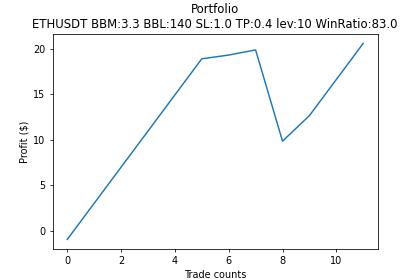 Portfolio
ETHUSDT BBM:3.3 BBL:140 SL:1.0 TP:0.4 lev:10 WinRatio:83.0
20
15
10
5
0
Profit ($)
0 2 4 6 8 10
Trade counts